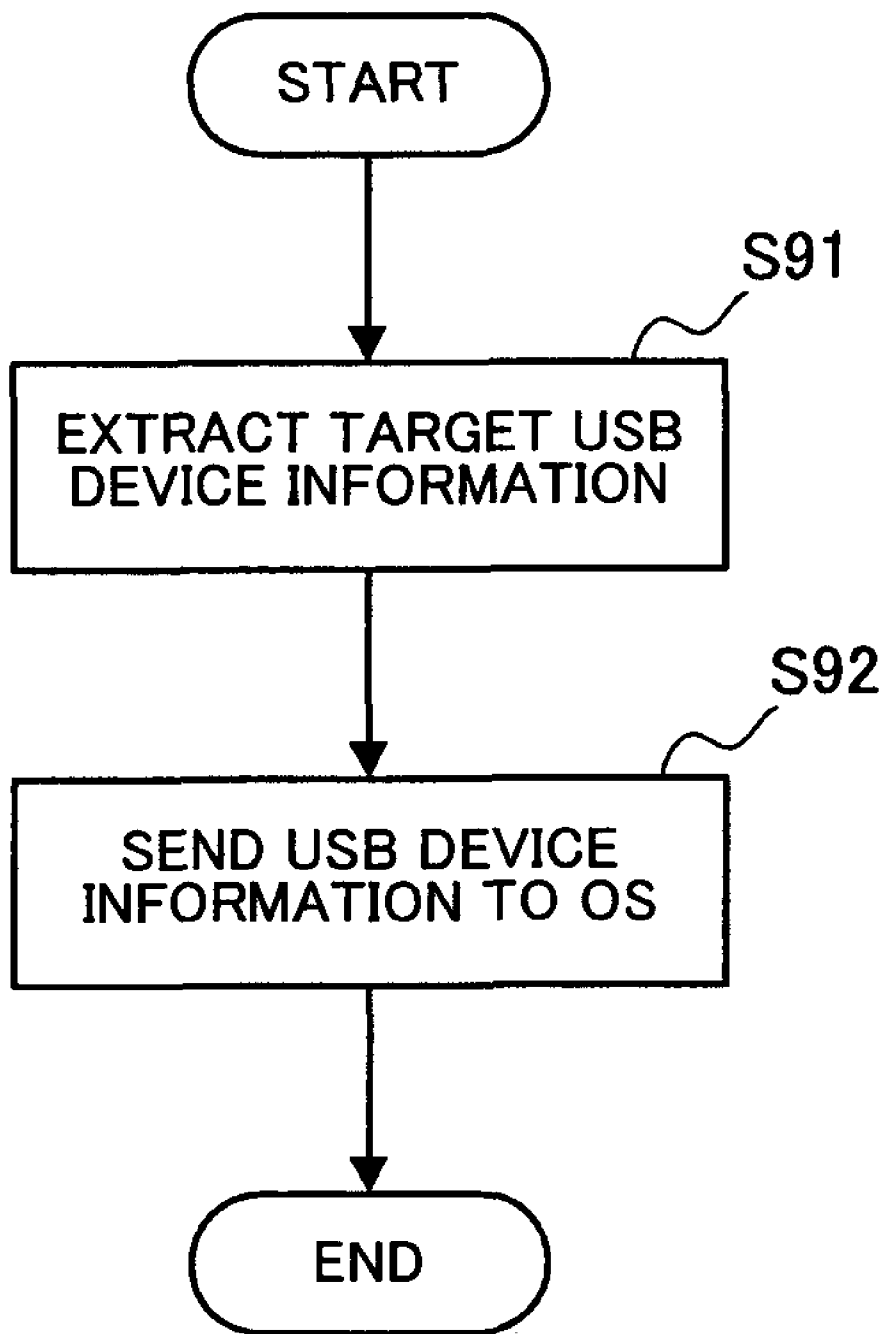 START
S91
EXTRACT TARGET USB
DEVICE INFORMATION
S92
SEND USB DEVICE
INFORMATION TO OS
END